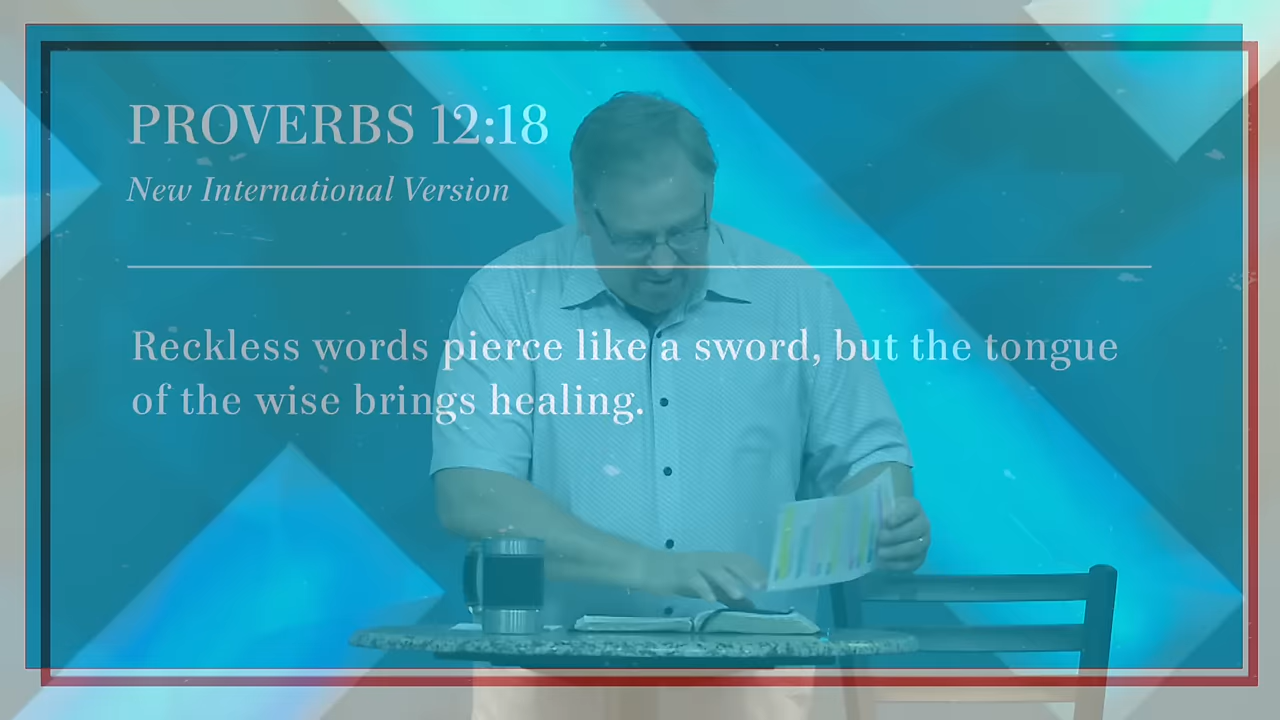 PROVERBS 12:18
New International Version
Reckless words pierce like a sword, but the tongue
of the wise brings healing.